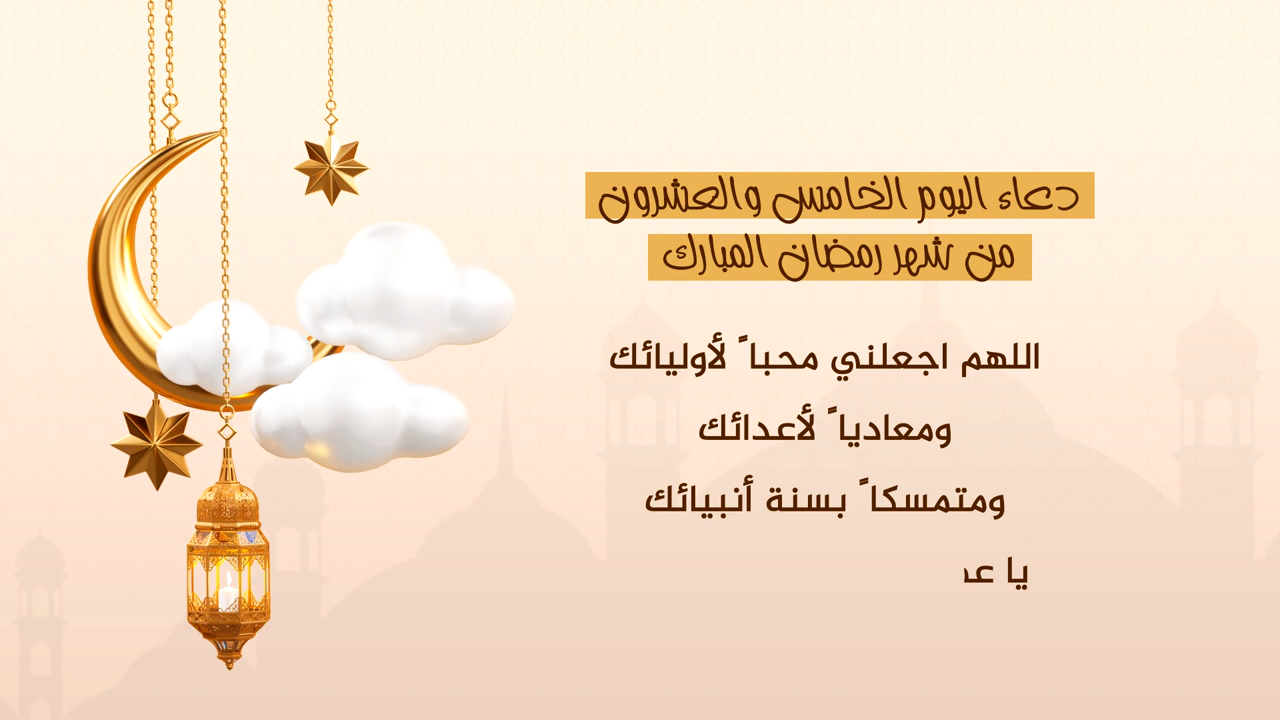 دعاء اليوم الخامس والعشرون
من شهر رمضان المبارك
اللهم اجعلني محباً لأوليائك
ومعادياً لأعدائك
ومتمسكاً بسنة أنبيائك
يا